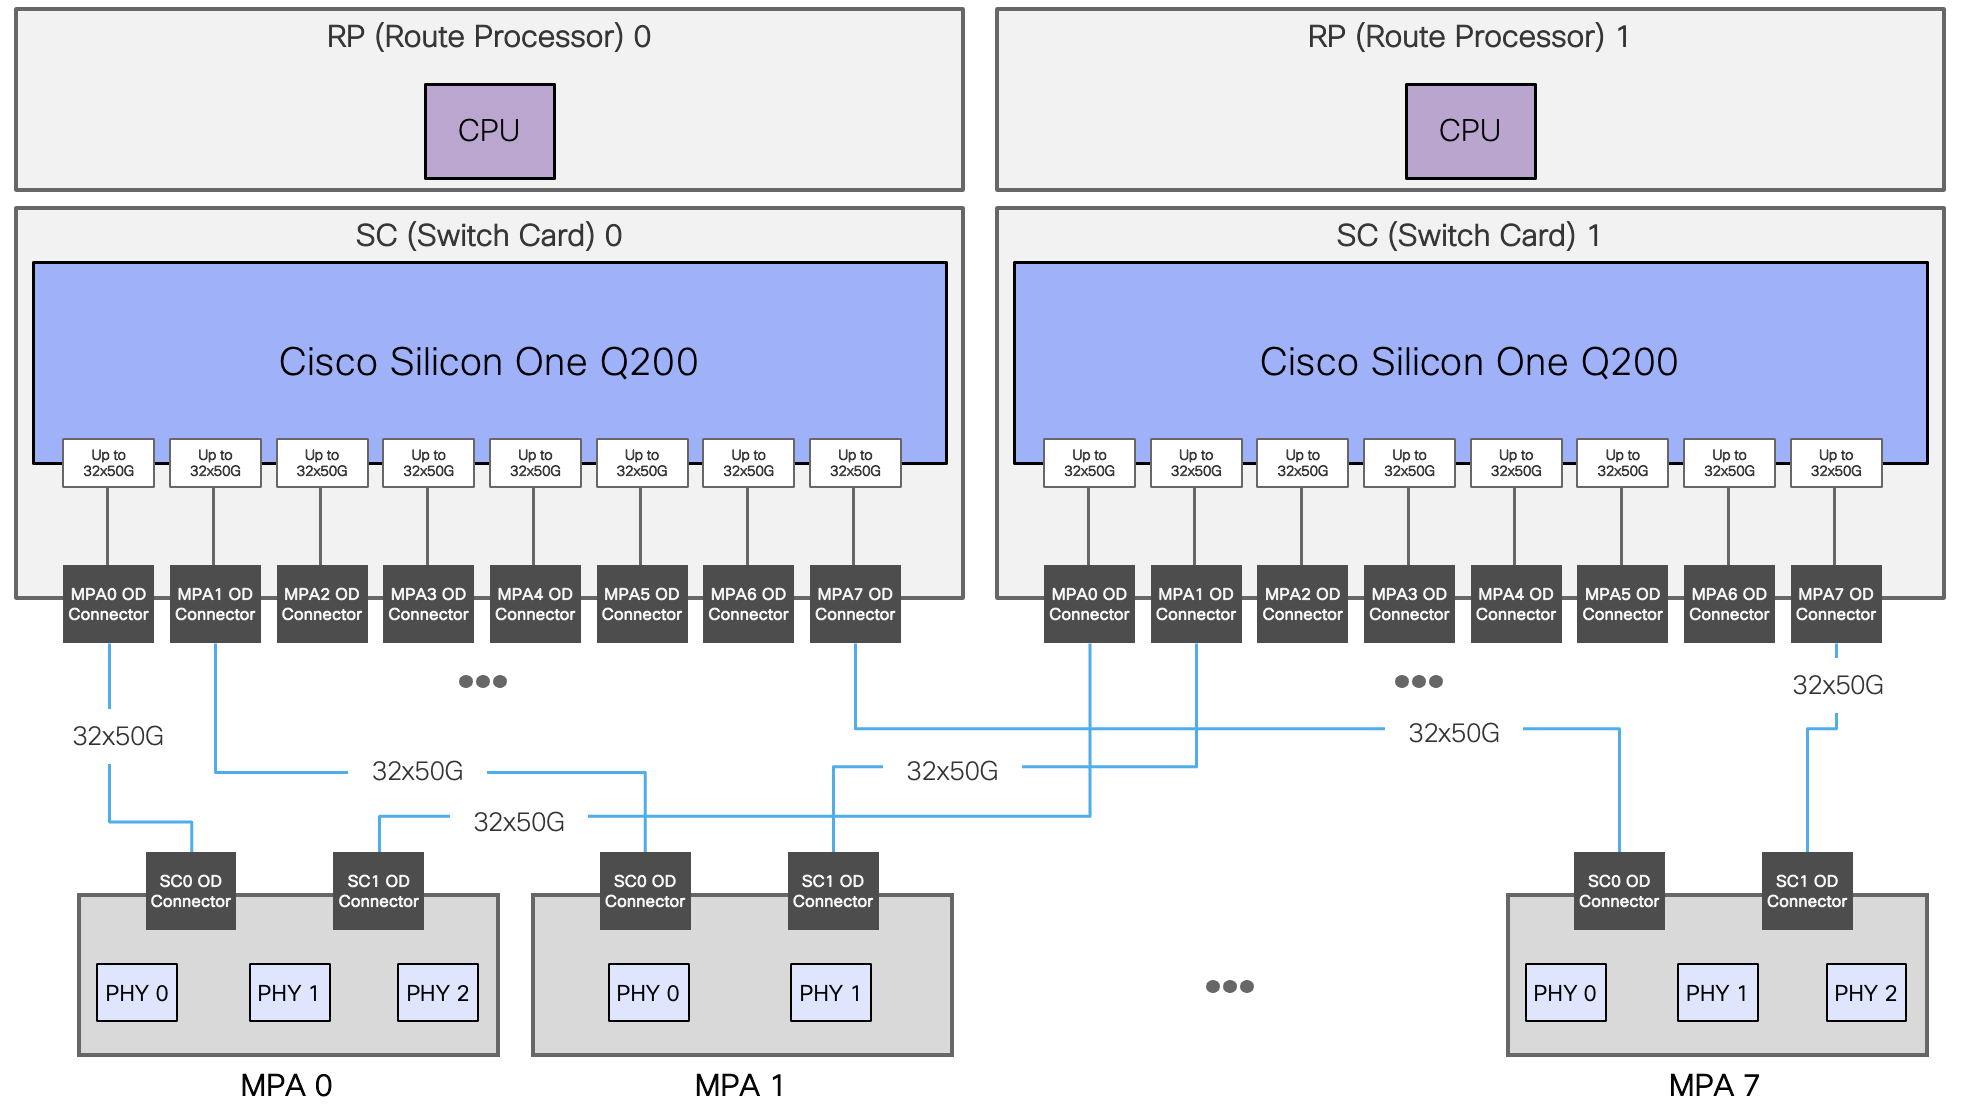 RP (Route Processor) 0
RP (Route Processor) 1
CPU
CPU
SC (Switch Card) 0
SC (Switch Card) 1
Cisco Silicon One Q200
Cisco Silicon One Q200
Up to
32x50G
Up to
32x50G
Up to
32x50G
Up to
32x50G
Up to
32x50G
Up to
32x50G
Up to
32x50G
Up to
32x50G
Up to
32x50G
Up to
32x50G
Up to
32x50G
Up to
32x50G
Up to
32x50G
Up to
32x50G
Up to
32x50G
Up to
32x50G
MPA0 OD
Connector
MPA1 OD
Connector
MPA2 OD
Connector
MPA3 OD
Connector
MPA4 OD
Connector
MPA5 OD
Connector
MPA6 OD
Connector
MPA7 OD
Connector
MPA0 OD
Connector
MPA1 OD
Connector
MPA2 OD
Connector
MPA3 OD
Connector
MPA4 OD
Connector
MPA5 OD
Connector
MPA6 OD
Connector
MPA7 OD
Connector
32x50G
32x50G
32x50G
32x50G
32x50G
32x50G
SC0 OD
Connector
SC1 OD
Connector
SC0 OD
Connector
SC1 OD
Connector
SC0 OD
Connector
SC1 OD
Connector
PHY 0
PHY 1
PHY 2
PHY 0
PHY 1
PHY 0
PHY 1
PHY 2
MPA 0
MPA 1
MPA 7